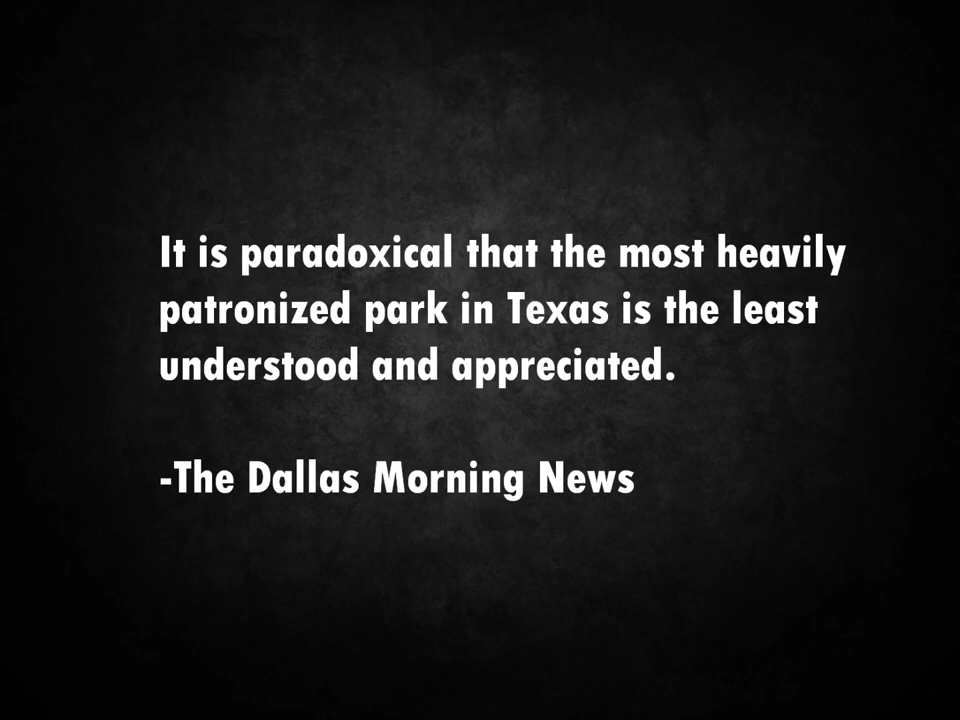 It is paradoxical that the most heavily
patronized park in Texas is the least
understood and appreciated.
-The Dallas Morning News